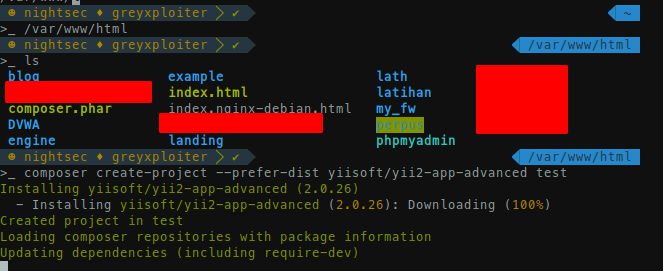 ☻ nightsec ♦ greyxploiter ✔ ~
>_ /var/www/html
☻ nightsec ♦ greyxploiter ✔ /var/www/html
>_ ls
blog example lath
index.html latihan
composer.phar index.nginx-debian.html my_fw
DVWA perpus
engine landing phpmyadmin
☻ nightsec ♦ greyxploiter ✔ /var/www/html
>_ composer create-project --prefer-dist yiisoft/yii2-app-advanced test
Installing yiisoft/yii2-app-advanced (2.0.26)
- Installing yiisoft/yii2-app-advanced (2.0.26): Downloading (100%)
Created project in test
Loading composer repositories with package information
Updating dependencies (including require-dev)